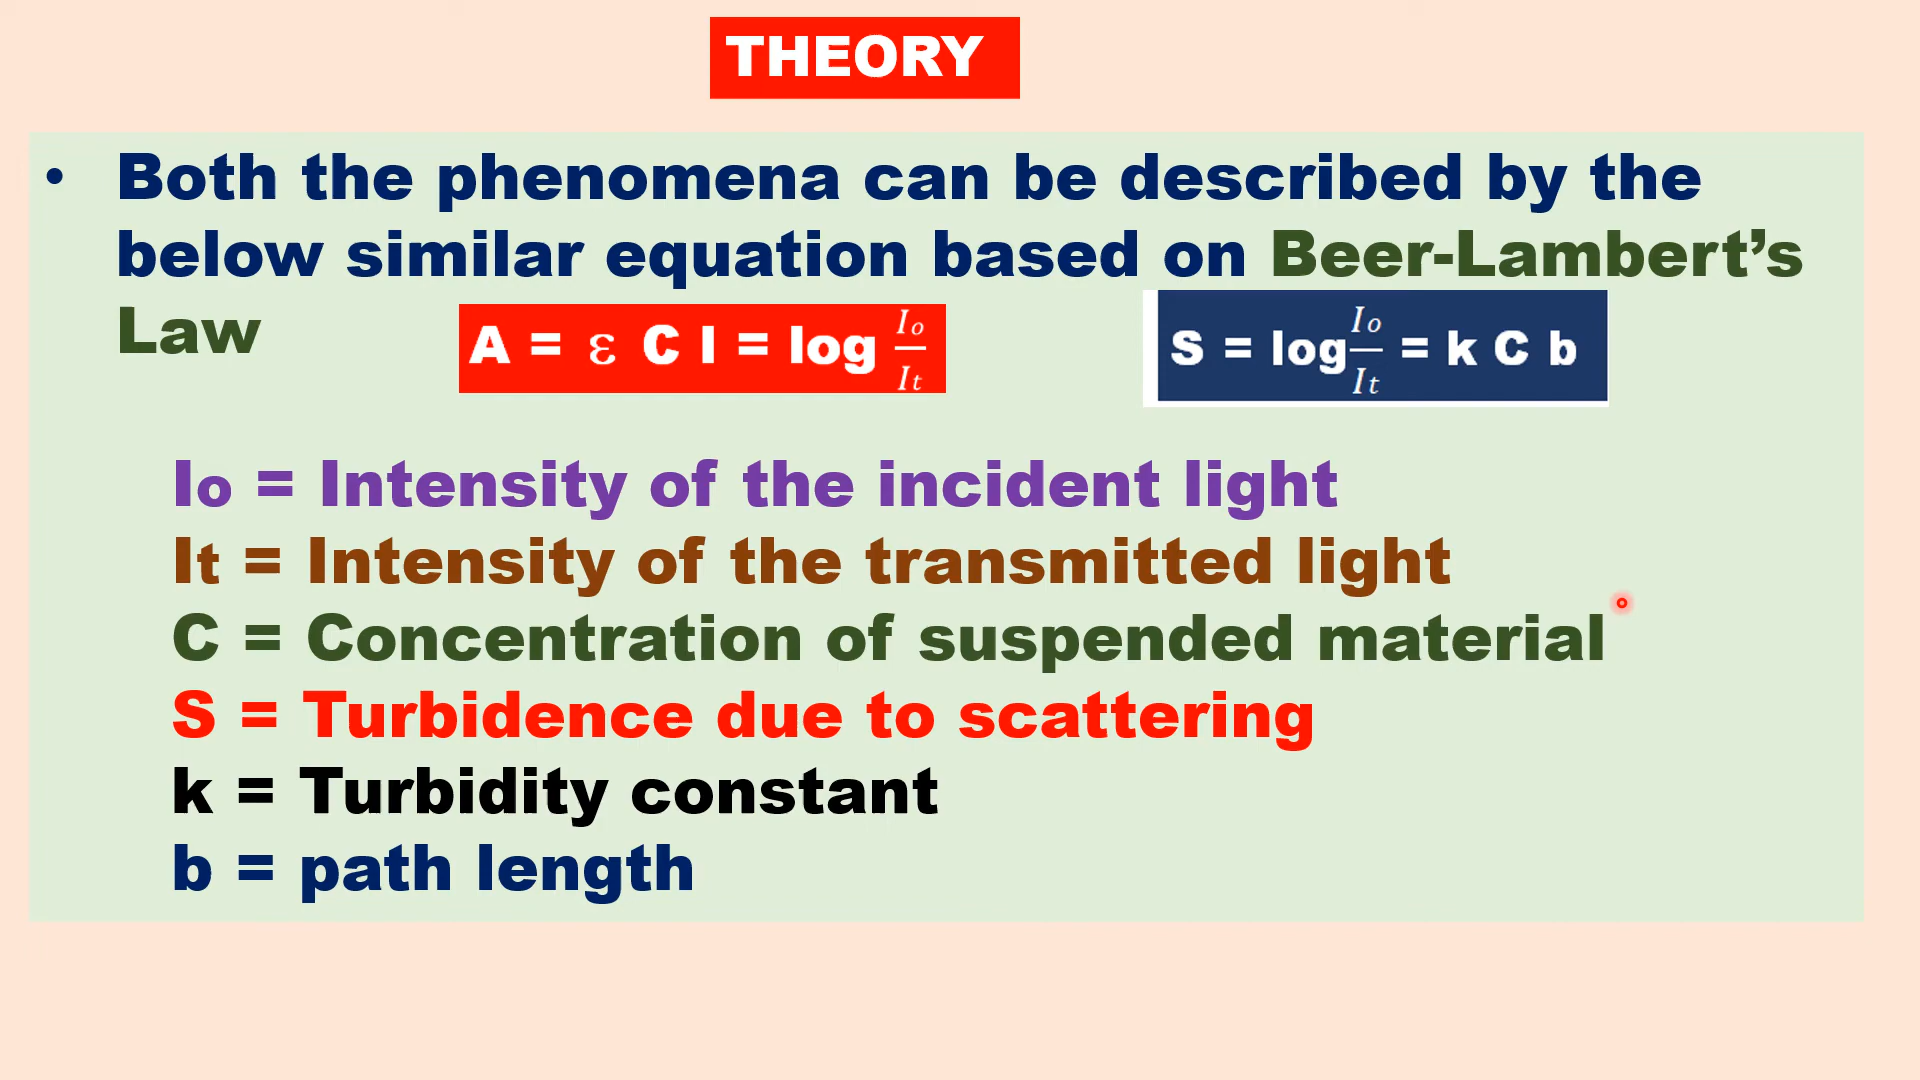 THEORY
• Both the phenomena can be described by the
below similar equation based on Beer-Lambert’s
Law
A = ε C l = log Io/It
S = log Io/It = k C b
Io = Intensity of the incident light
It = Intensity of the transmitted light
C = Concentration of suspended material
S = Turbidence due to scattering
k = Turbidity constant
b = path length